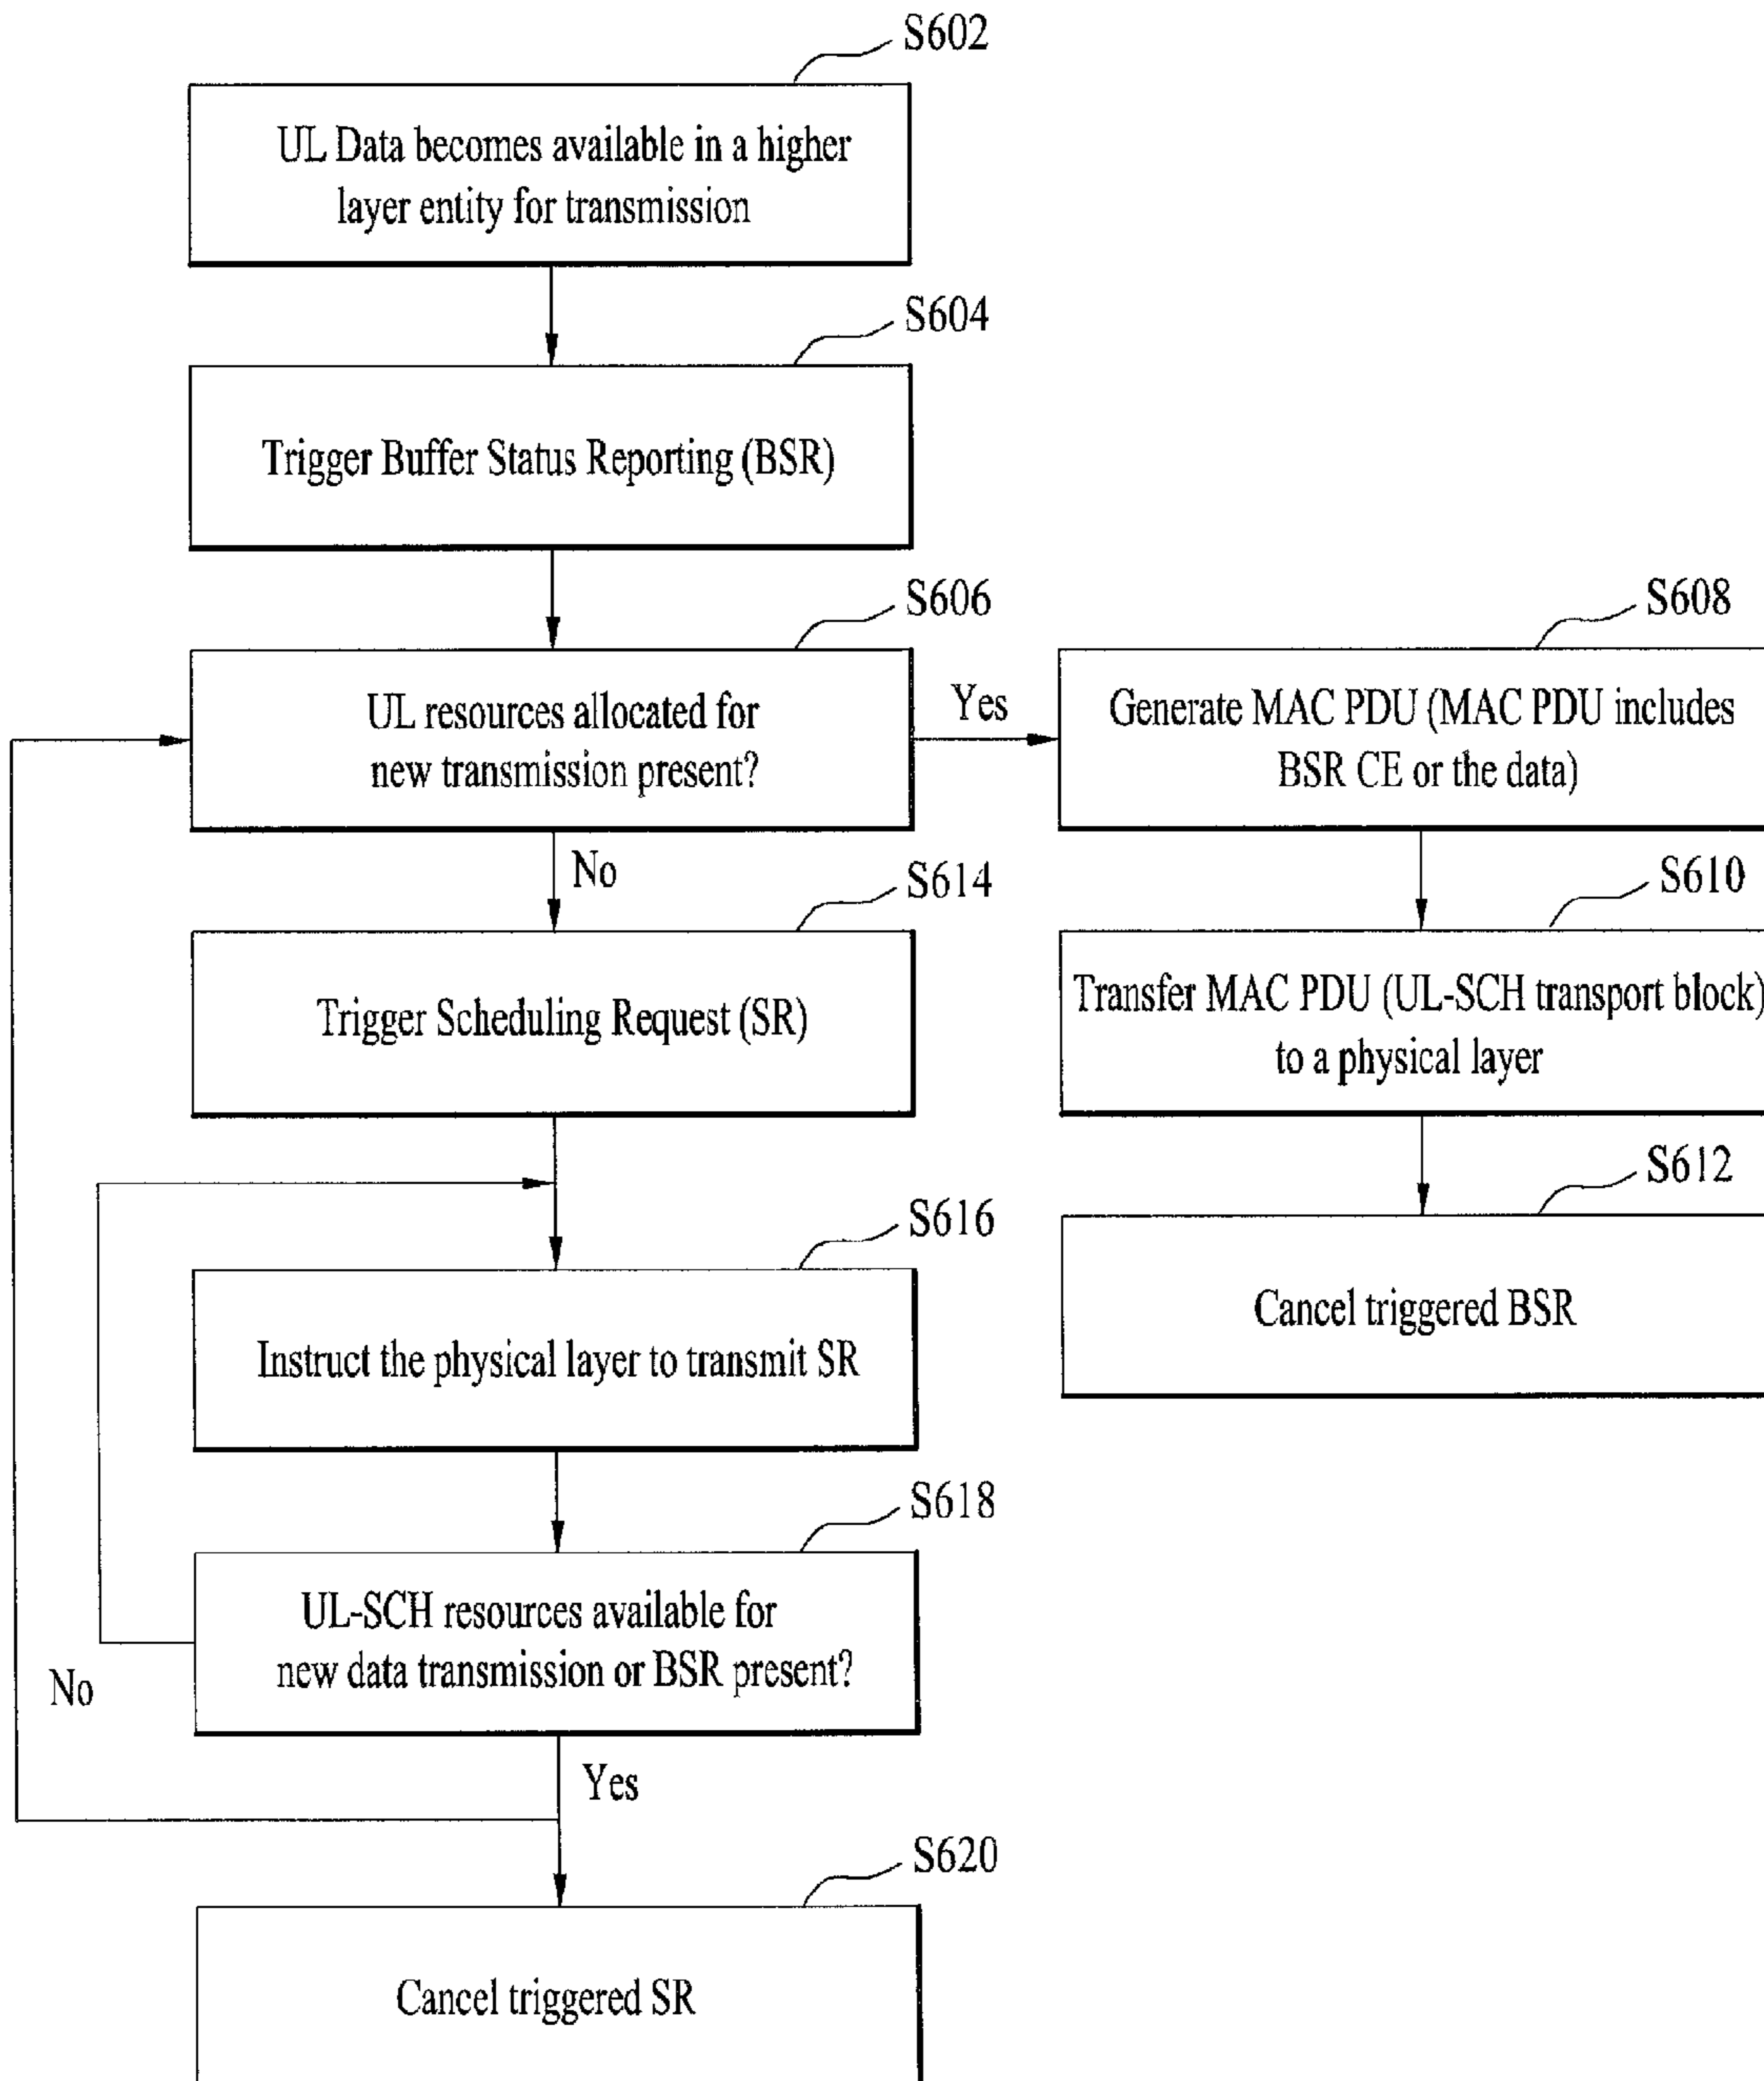 S602
UL Data becomes available in a higher
layer entity for transmission
S604
Trigger Buffer Status Reporting (BSR)
S606
UL resources allocated for
new transmission present?
Yes
S608
Generate MAC PDU (MAC PDU includes
BSR CE or the data)
No
S614
Trigger Scheduling Request (SR)
S610
Transfer MAC PDU (UL-SCH transport block)
to a physical layer
S612
Cancel triggered BSR
S616
Instruct the physical layer to transmit SR
S618
UL-SCH resources available for
new data transmission or BSR present?
No
Yes
S620
Cancel triggered SR